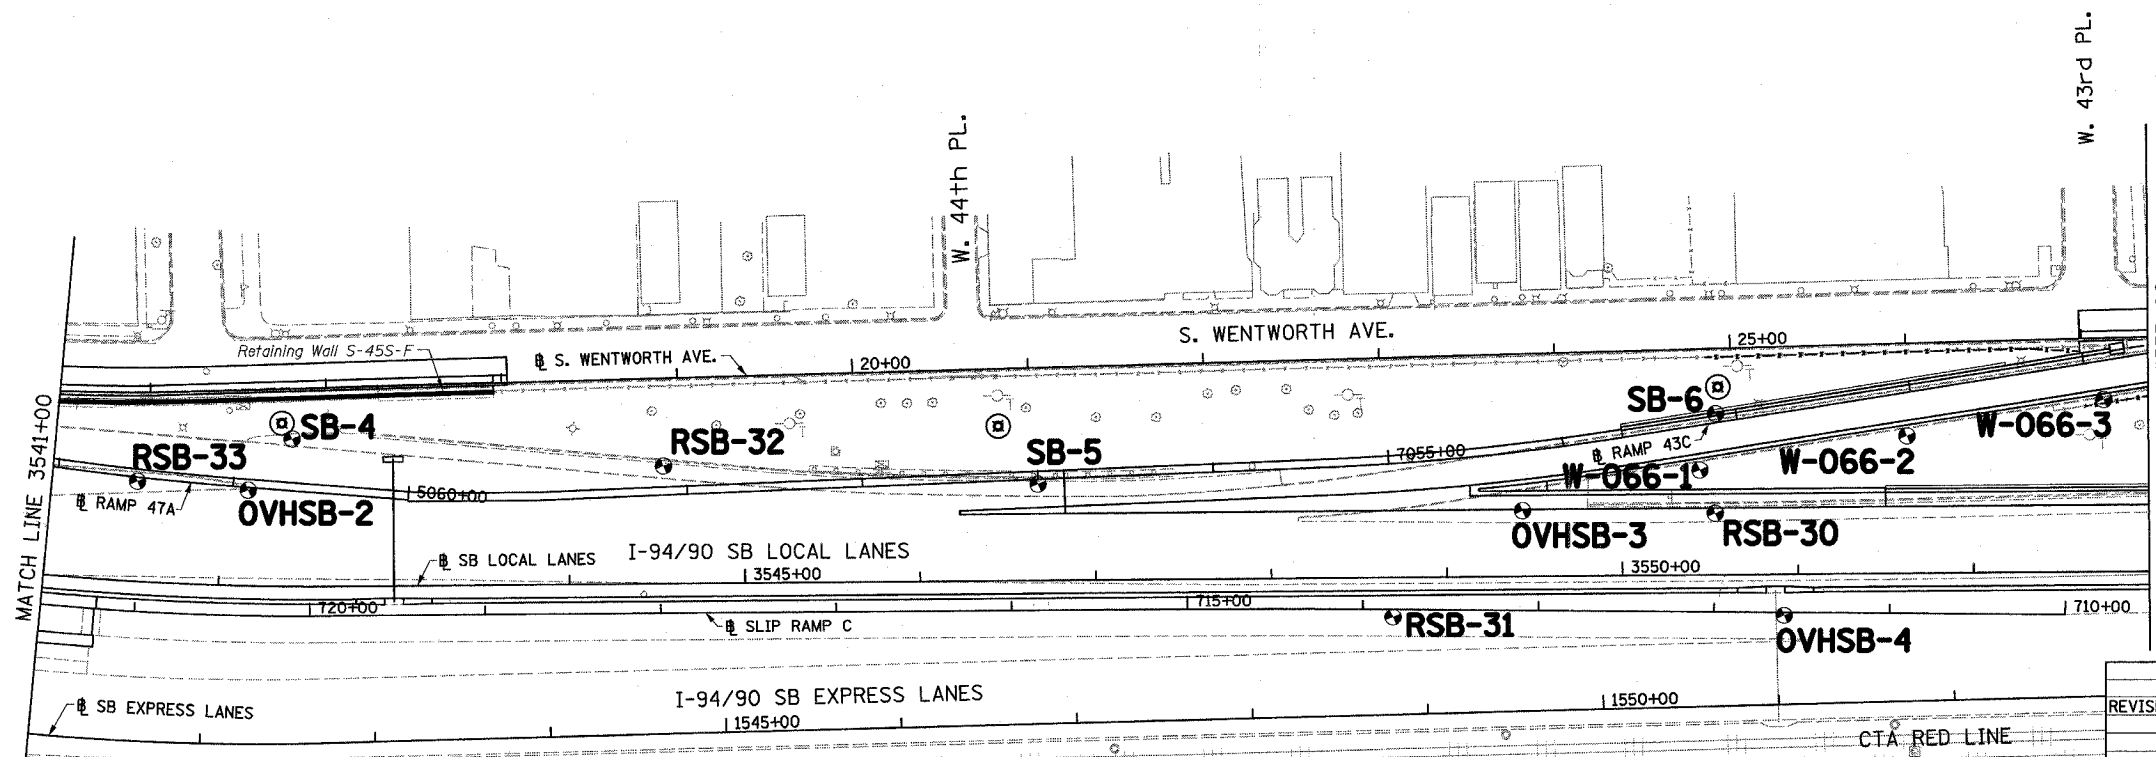 W. 43rd PL.
W. 44th PL.
S. WENTWORTH AVE.
25+00
Retaining Wall S-45S-F
℄ S. WENTWORTH AVE.
20+00
MATCH LINE 3541+00
SB-4
SB-5
SB-6
RSB-33
RSB-32
W-066-3
W-066-2
W-066-1
7055+00
℄ RAMP 43C
℄ RAMP 47A
OVHSB-2
5060+00
OVHSB-3
RSB-30
℄ SB LOCAL LANES
I-94/90 SB LOCAL LANES
3545+00
3550+00
720+00
715+00
710+00
℄ SLIP RAMP C
RSB-31
OVHSB-4
I-94/90 SB EXPRESS LANES
℄ SB EXPRESS LANES
1545+00
1550+00
CTA RED LINE
REVIS